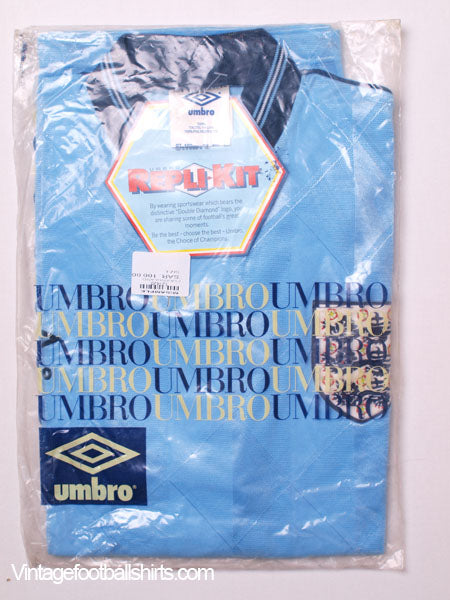 umbro
REPLI-KIT
By wearing sportswear which bears the
distinctive "Double Diamond" logo, you
are sharing some of football's great
moments.
Be the best - choose the best - Umbro,
the Choice of Champions.
UMBROUMBROUMBRO
UMBROUMBROUMBRO
UMBROUMBROUMBRO
UMBROUMBROUMBRO
UMBROUMBROUMBRO
umbro
Vintagefootballshirts.com